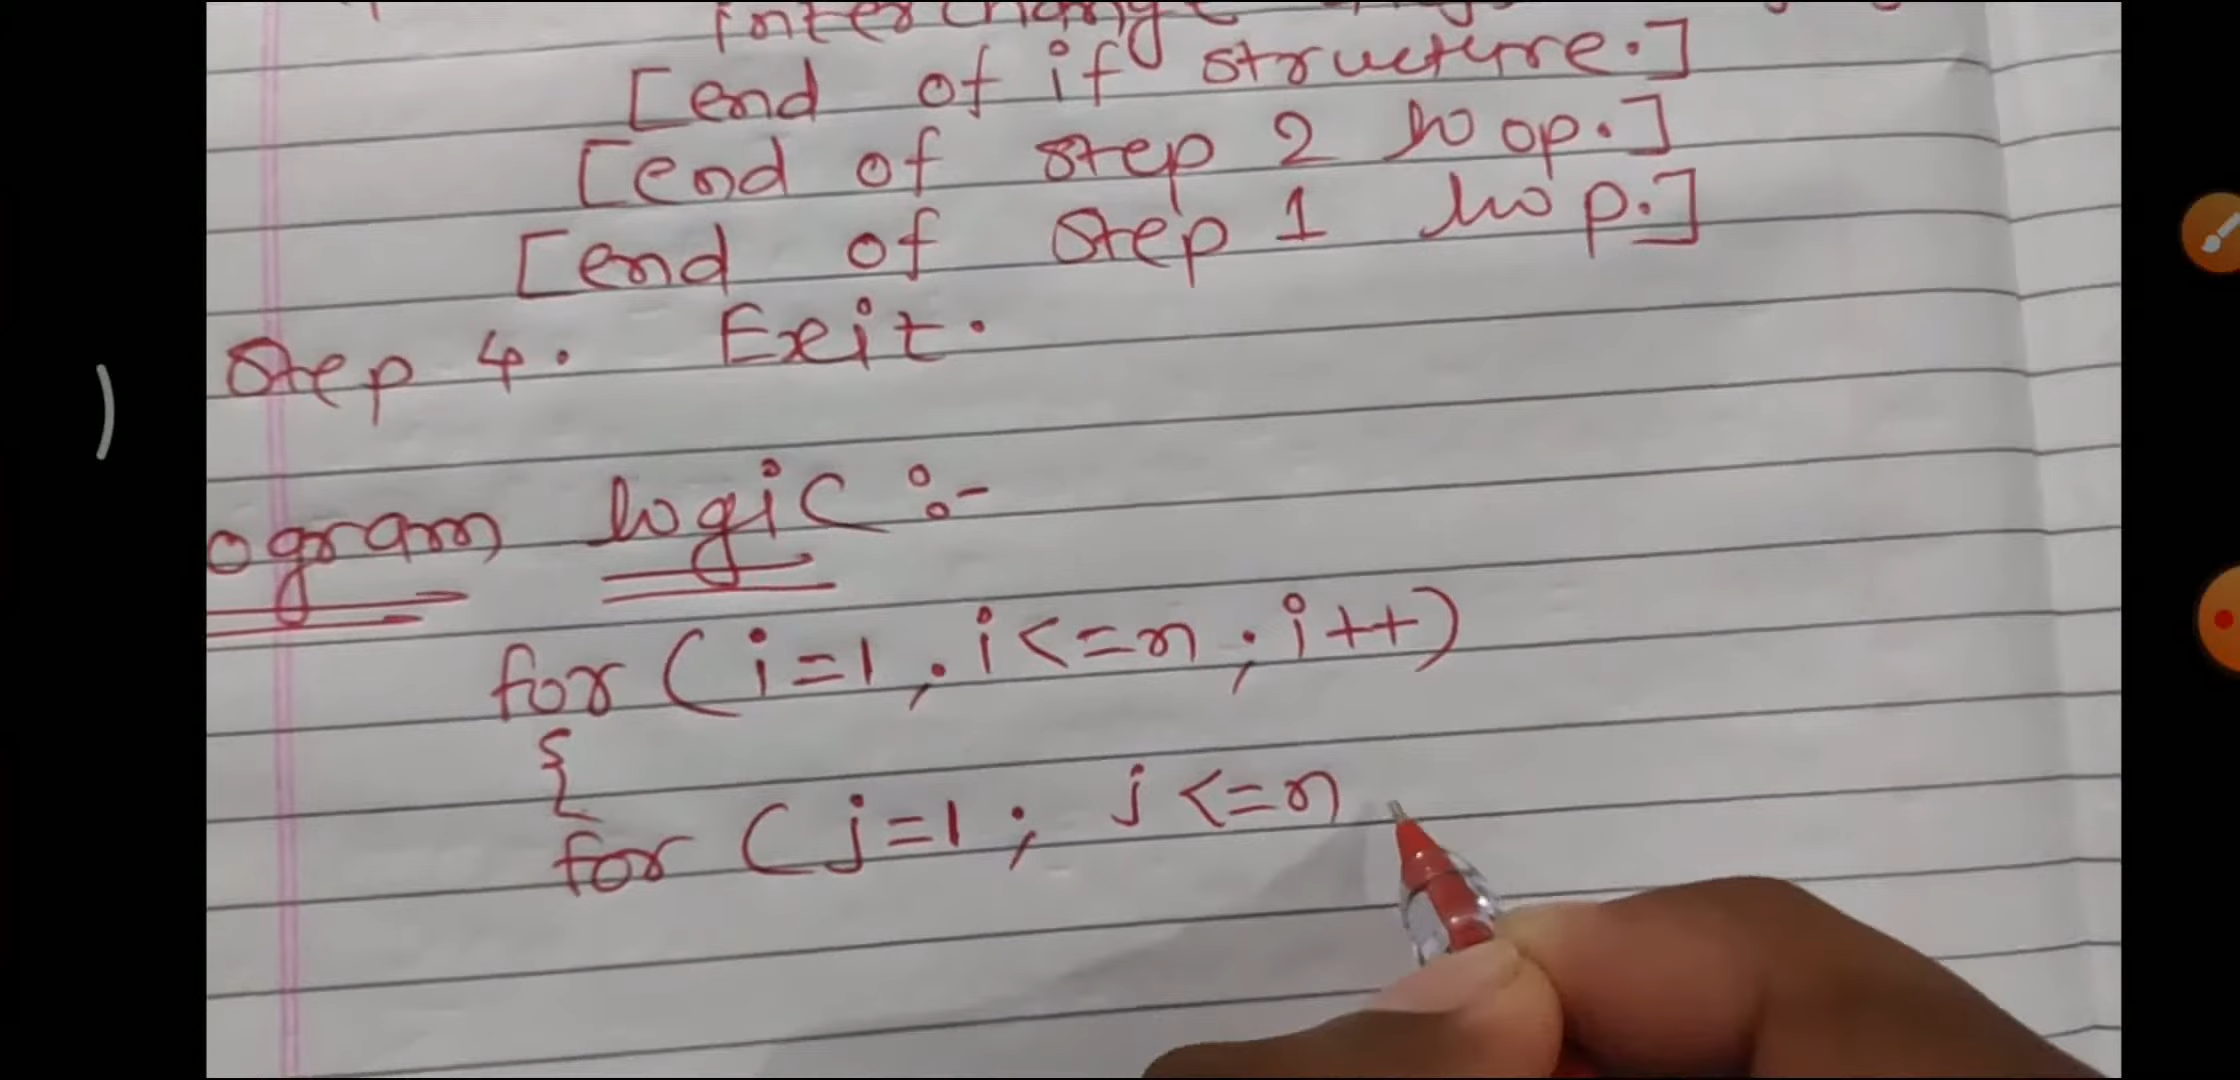 Interchange
[end of if structure.]
[end of step 2 loop.]
[end of step 1 loop.]
Step 4. Exit.
ogram logic :-
for ( i=1 ; i<=n ; i++)
{
for ( j=1 ; j <=n